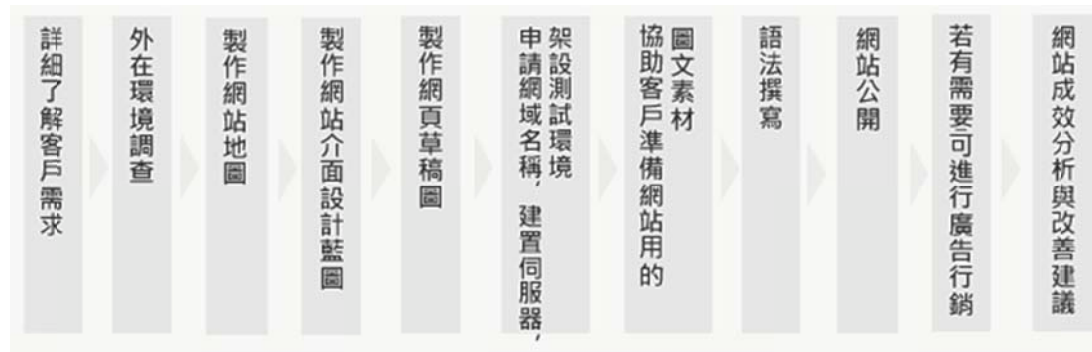 詳細了解客戶需求
外在環境調查
製作網站地圖
製作網站介面設計藍圖
製作網頁草稿圖
申請網域名稱，建置伺服器，
架設測試環境
協助客戶準備網站用的
圖文素材
語法撰寫
網站公開
若有需要可進行廣告行銷
網站成效分析與改善建議